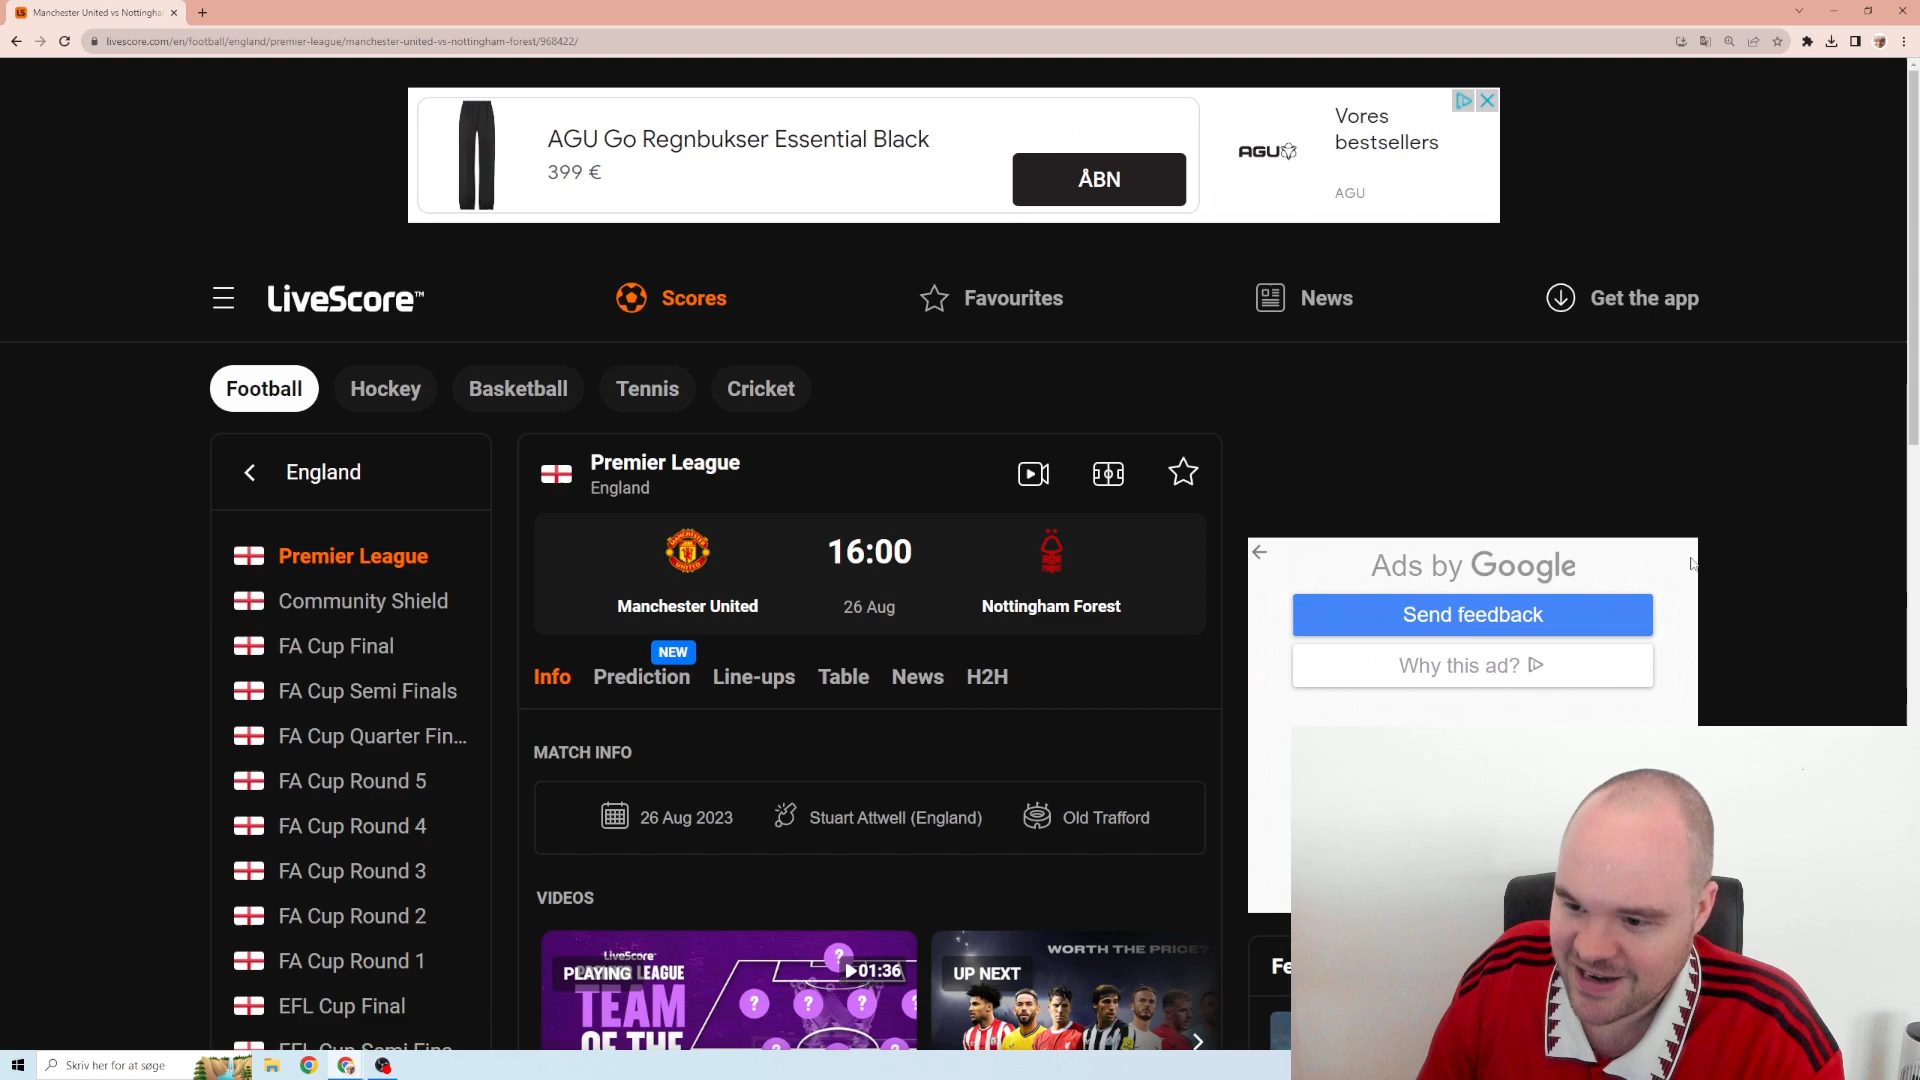 Manchester United vs Nottingha
livescore.com/en/football/england/premier-league/manchester-united-vs-nottingham-forest/968422/
AGU Go Regnbukser Essential Black
399 €
ÅBN
AGU
Vores
bestsellers
AGU
LiveScore™
Scores
Favourites
News
Get the app
Football
Hockey
Basketball
Tennis
Cricket
England
Premier League
Community Shield
FA Cup Final
FA Cup Semi Finals
FA Cup Quarter Fin...
FA Cup Round 5
FA Cup Round 4
FA Cup Round 3
FA Cup Round 2
FA Cup Round 1
EFL Cup Final
Premier League
England
16:00
Manchester United
26 Aug
Nottingham Forest
NEW
Info
Prediction
Line-ups
Table
News
H2H
MATCH INFO
26 Aug 2023
Stuart Attwell (England)
Old Trafford
VIDEOS
LiveScore
PLAYING
LEAGUE
01:36
TEAM
OF THE
WORTH THE PRICE?
UP NEXT
Ads by Google
Send feedback
Why this ad?
Fe
Skriv her for at søge